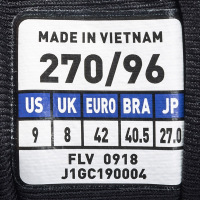 MADE IN VIETNAM
270/96
US UK EURO BRA JP
9 8 42 40.5 27.0
FLV 0918
J1GC190004